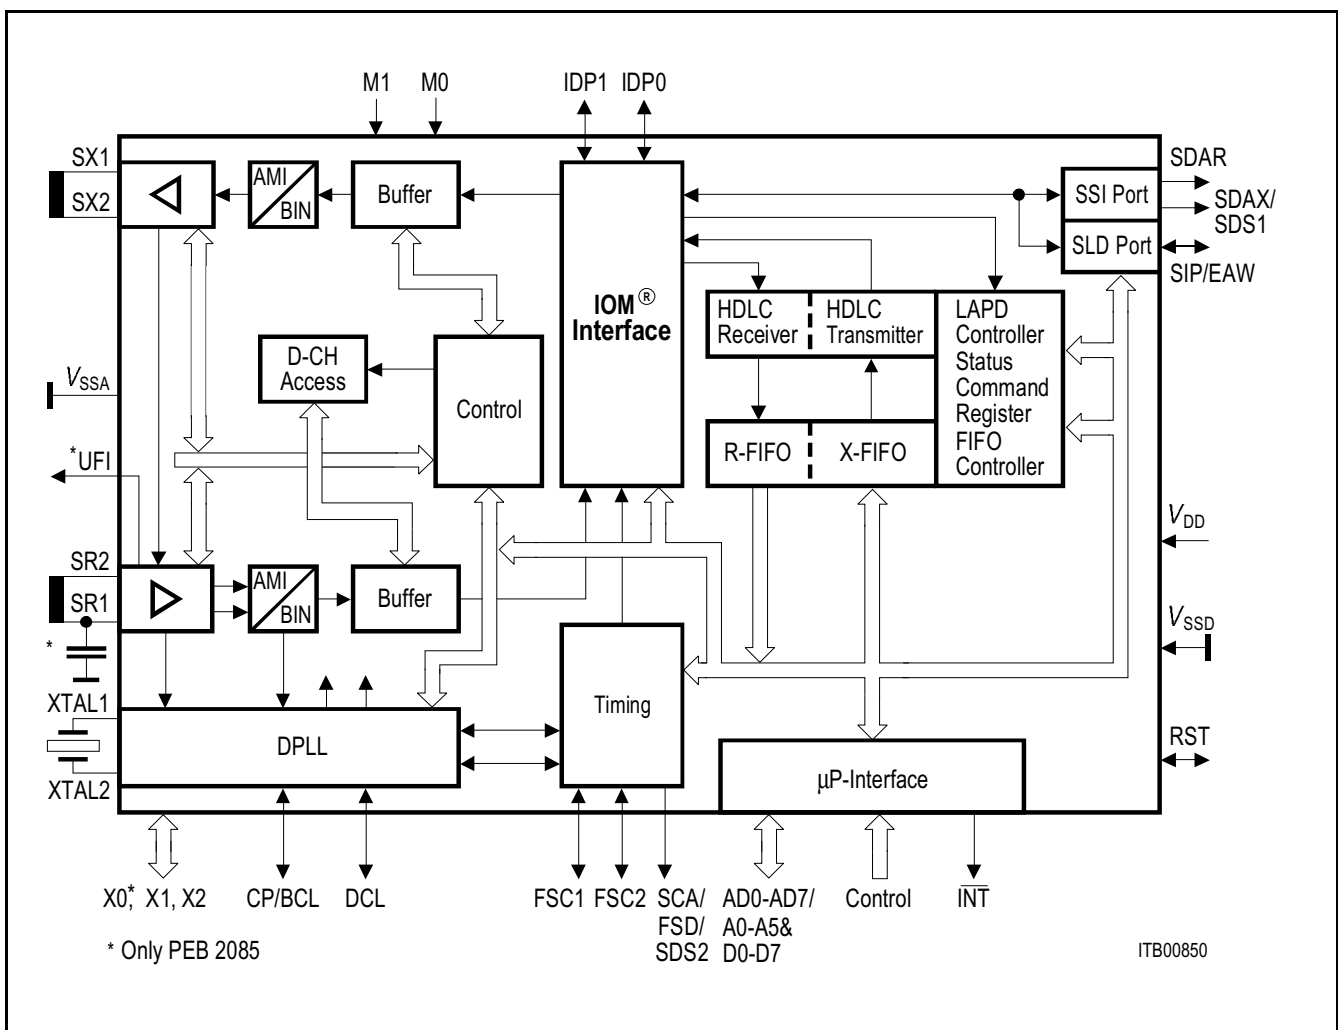 M1 M0 IDP1 IDP0
SX1
SX2
AMI
BIN
Buffer
IOM®
Interface
SSI Port
SLD Port
SDAR
SDAX/
SDS1
SIP/EAW
HDLC
Receiver
HDLC
Transmitter
LAPD
Controller
Status
Command
Register
FIFO
Controller
R-FIFO
X-FIFO
D-CH
Access
Control
VSSA
*UFI
SR2
SR1
*
AMI
BIN
Buffer
VDD
VSSD
RST
XTAL1
XTAL2
DPLL
Timing
µP-Interface
X0,* X1, X2
CP/BCL
DCL
FSC1
FSC2
SCA/
FSD/
SDS2
AD0-AD7/
A0-A5&
D0-D7
Control
INT
* Only PEB 2085
ITB00850